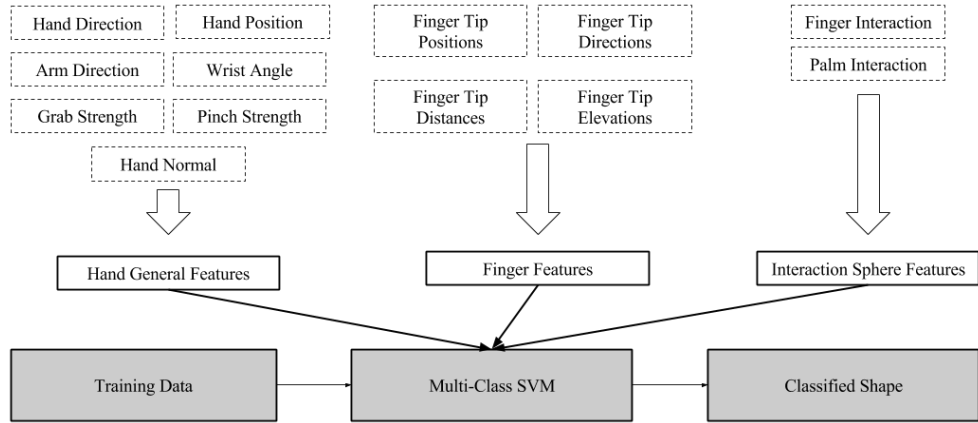 Hand Direction
Hand Position
Arm Direction
Wrist Angle
Grab Strength
Pinch Strength
Hand Normal
Finger Tip
Positions
Finger Tip
Directions
Finger Tip
Distances
Finger Tip
Elevations
Finger Interaction
Palm Interaction
Hand General Features
Finger Features
Interaction Sphere Features
Training Data
Multi-Class SVM
Classified Shape